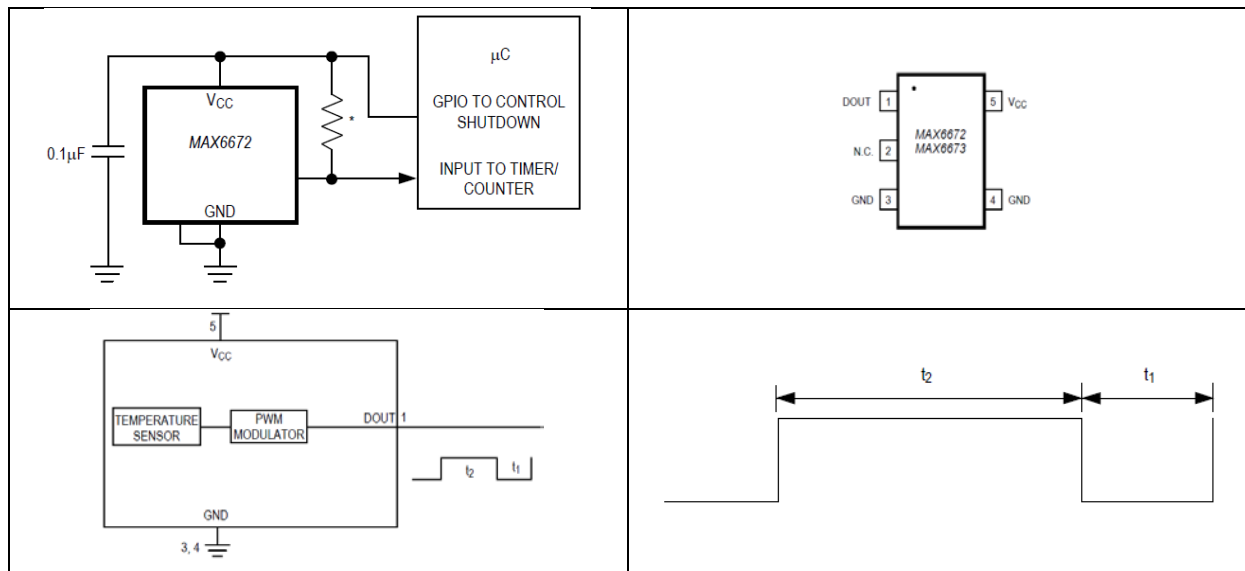 μC
GPIO TO CONTROL
SHUTDOWN
INPUT TO TIMER/
COUNTER
VCC
MAX6672
*
0.1μF
GND
*
DOUT 1
5 VCC
MAX6672
MAX6673
N.C. 2
GND 3
4 GND
5
VCC
TEMPERATURE
SENSOR
PWM
MODULATOR
DOUT 1
t2
t1
GND
3, 4
t2
t1